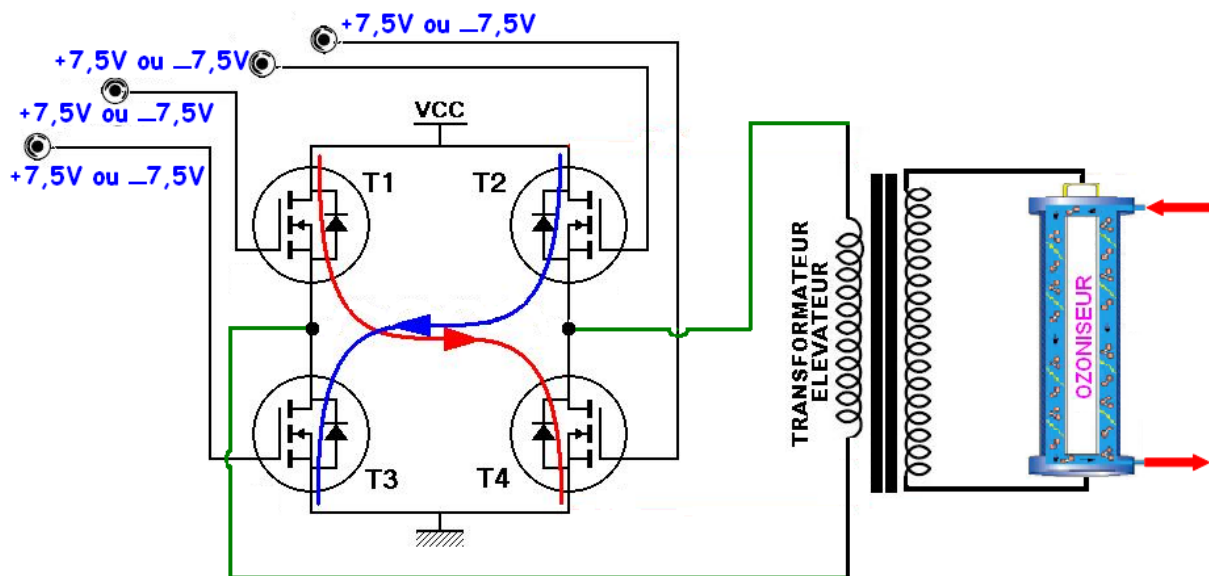 +7,5V ou _7,5V
+7,5V ou _7,5V
+7,5V ou _7,5V
+7,5V ou _7,5V
VCC
T1
T2
T3
T4
TRANSFORMATEUR
ELEVATEUR
OZONISEUR